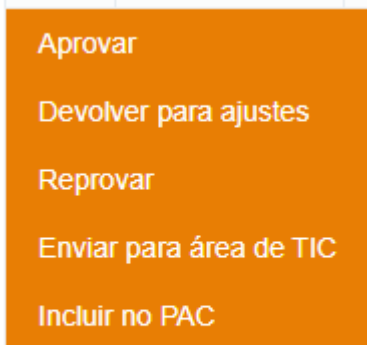 Aprovar
Devolver para ajustes
Reprovar
Enviar para área de TIC
Incluir no PAC